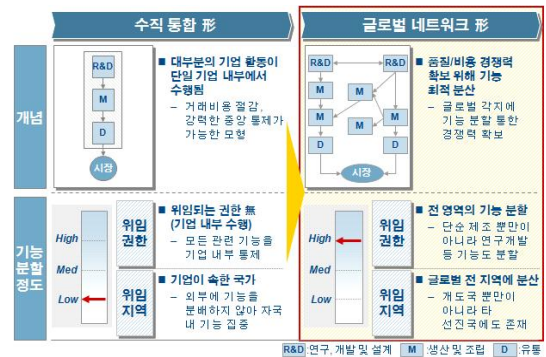 수직 통합 形
글로벌 네트워크 形
개념
R&D
M
D
시장
■ 대부분의 기업 활동이
단일 기업 내부에서
수행됨
– 거래비용 절감,
강력한 중앙 통제가
가능한 모형
R&D
R&D
M
M
M
M
M
D
D
시장
■ 품질/비용 경쟁력
확보 위해 기능
최적 분산
– 글로벌 각지에
기능 분할 통한
경쟁력 확보
기능
분할
정도
High
Med
Low
위임
권한
■ 위임되는 권한 無
(기업 내부 수행)
– 모든 관련 기능을
기업 내부 통제
위임
지역
■ 기업이 속한 국가
– 외부에 기능을
분배하지 않아 자국
내 기능 집중
High
Med
Low
위임
권한
■ 전 영역의 기능 분할
– 단순 제조 뿐만이
아니라 연구개발
등 기능도 분할
위임
지역
■ 글로벌 전 지역에 분산
– 개도국 뿐만이
아니라 타
선진국에도 존재
R&D :연구, 개발 및 설계 M :생산 및 조립 D :유통